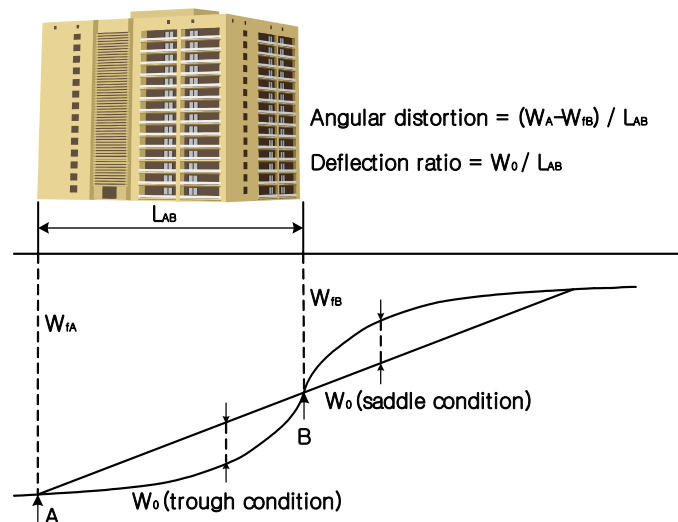 Angular distortion = (WA-WfB) / LAB
Deflection ratio = W0 / LAB
LAB
WfA
WfB
W0 (saddle condition)
B
W0 (trough condition)
A